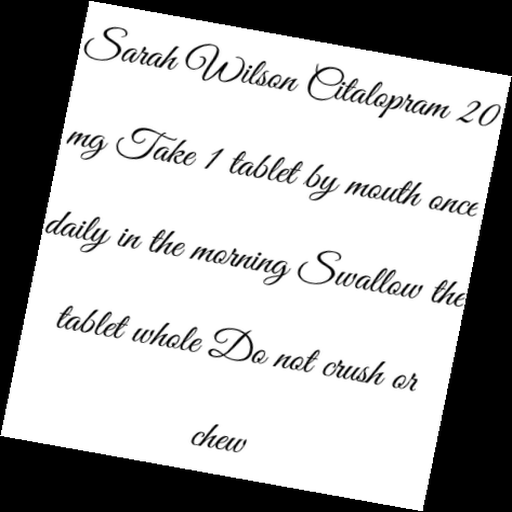 Sarah Wilson Citalopram 20
mg Take 1 tablet by mouth once
daily in the morning Swallow the
tablet whole Do not crush or
chew